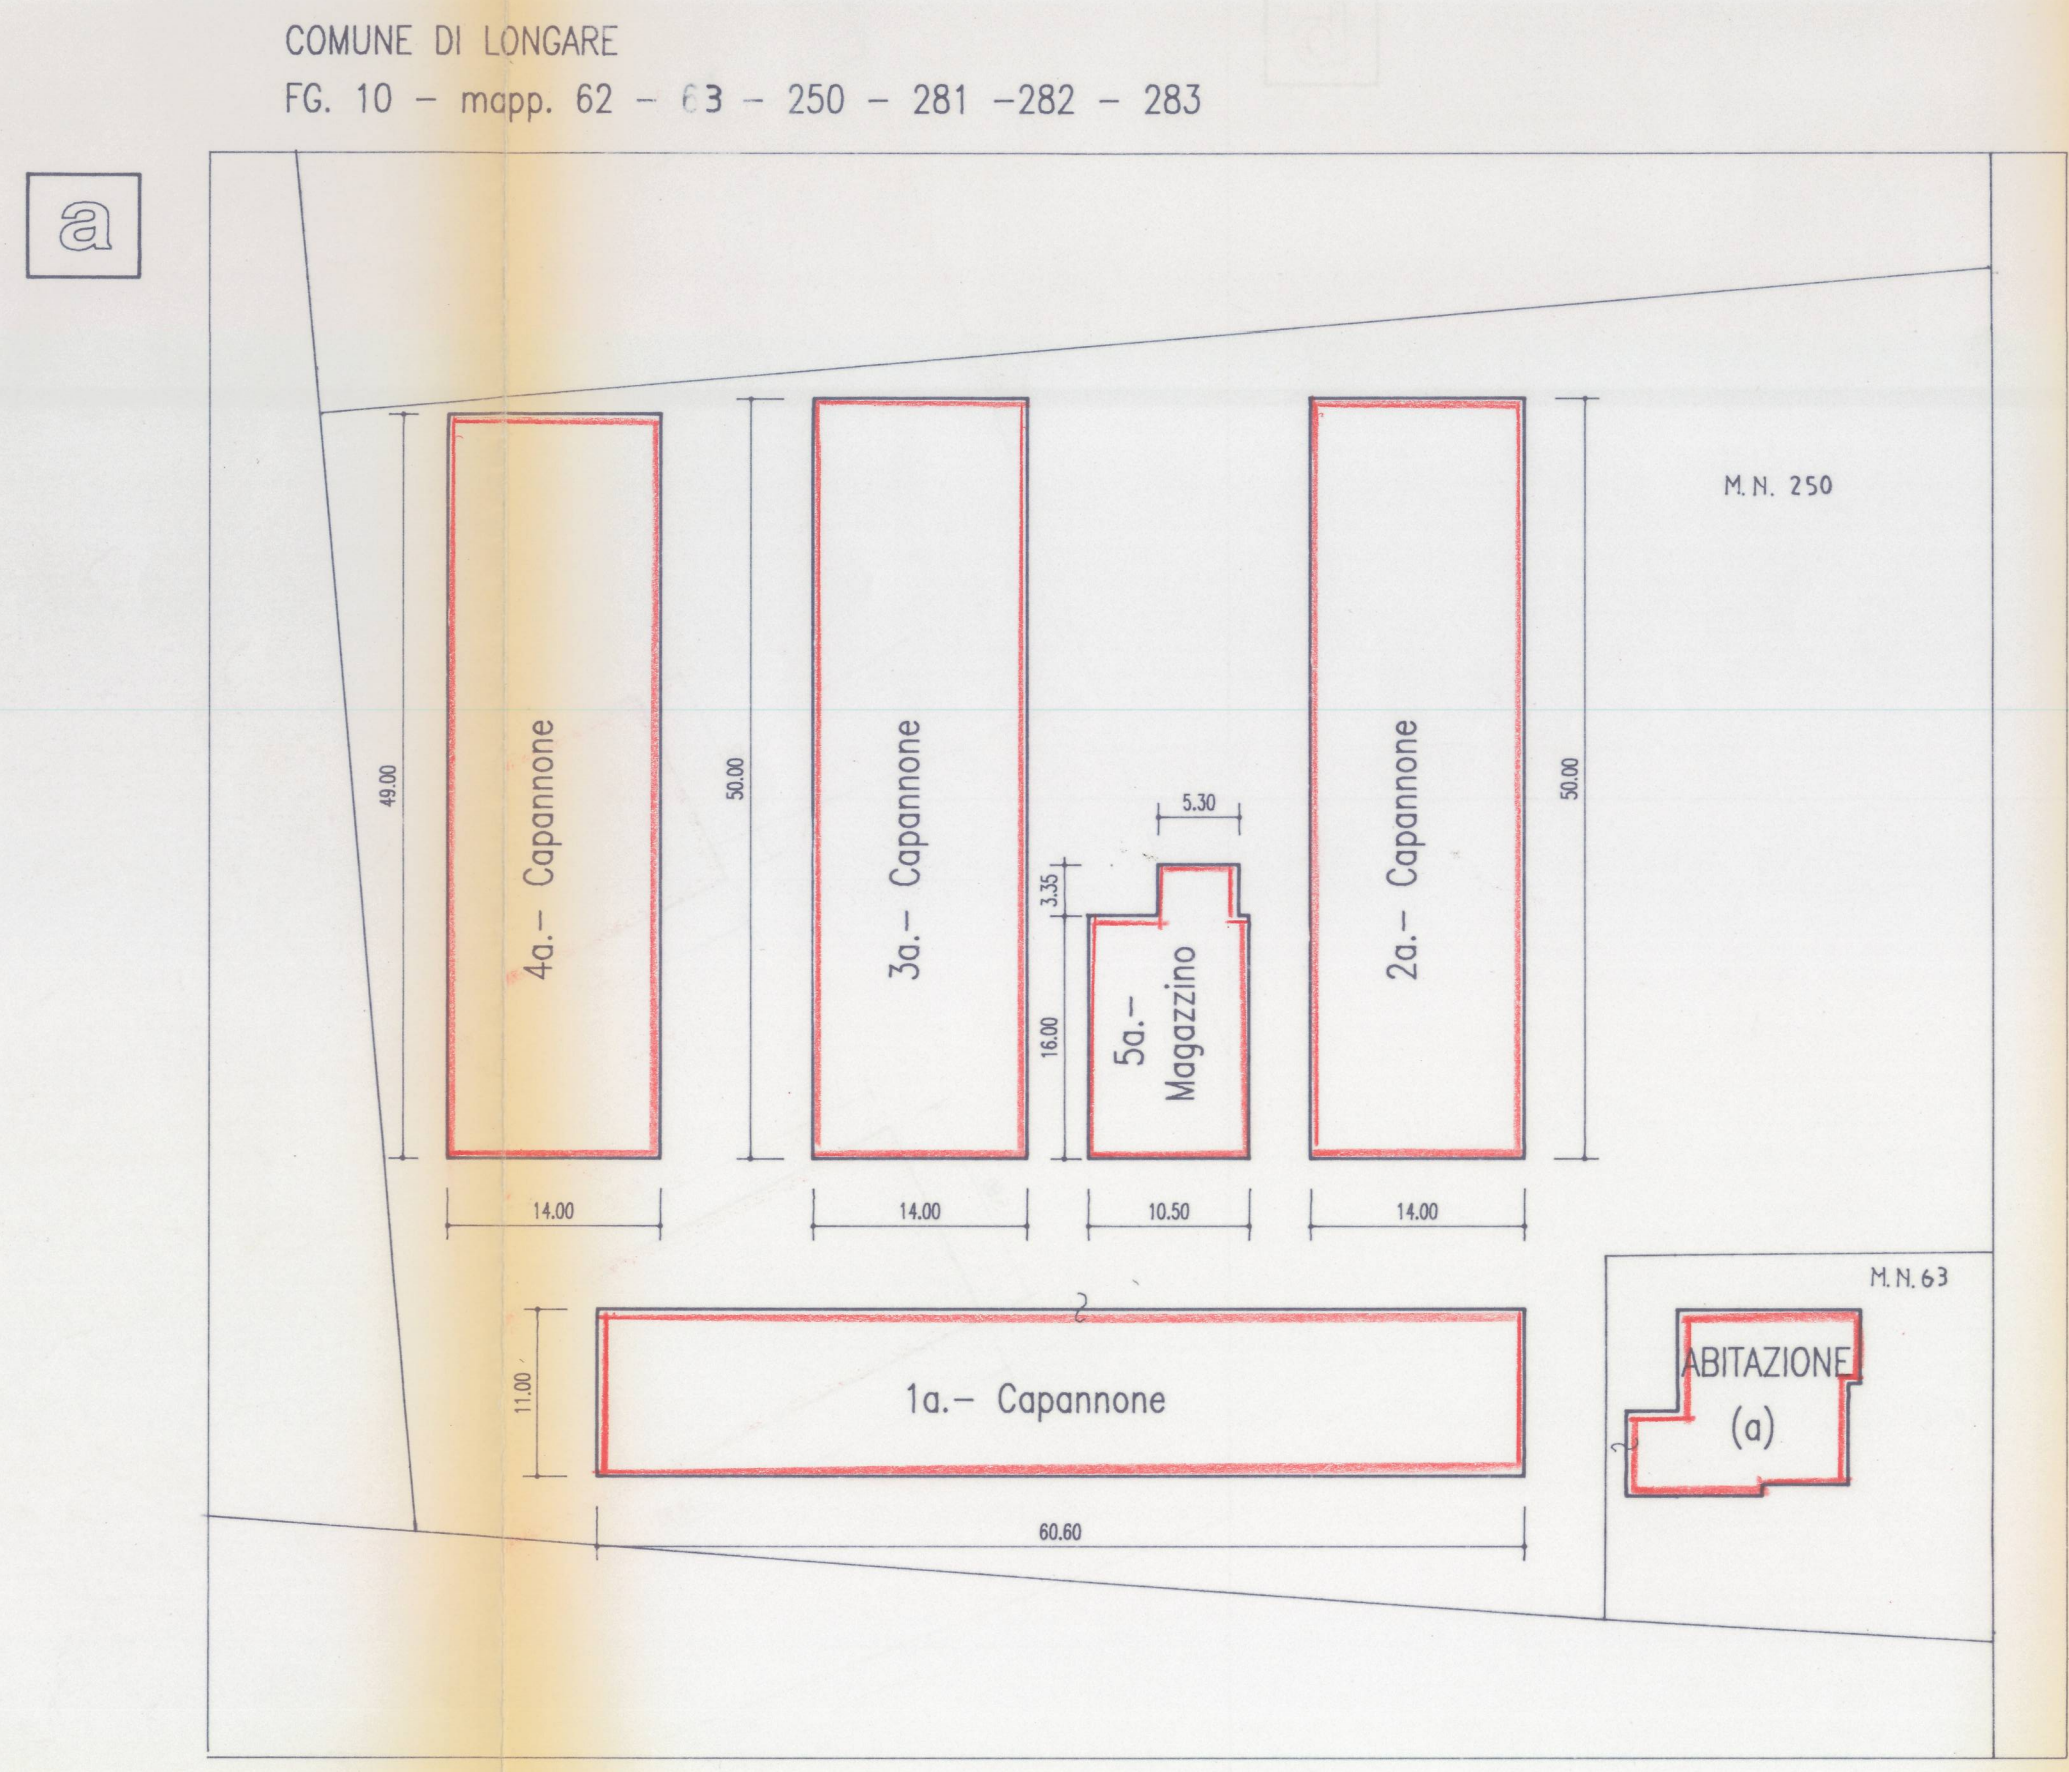 COMUNE DI LONGARE
FG. 10 - mapp. 62 - 63 - 250 - 281 -282 - 283
a
M.N. 250
49.00
4a.- Capannone
50.00
3a.- Capannone
5.30
3.35
16.00
5a.-
Magazzino
2a.- Capannone
50.00
14.00
14.00
10.50
14.00
M.N.63
11.00
1a.- Capannone
ABITAZIONE
(a)
60.60